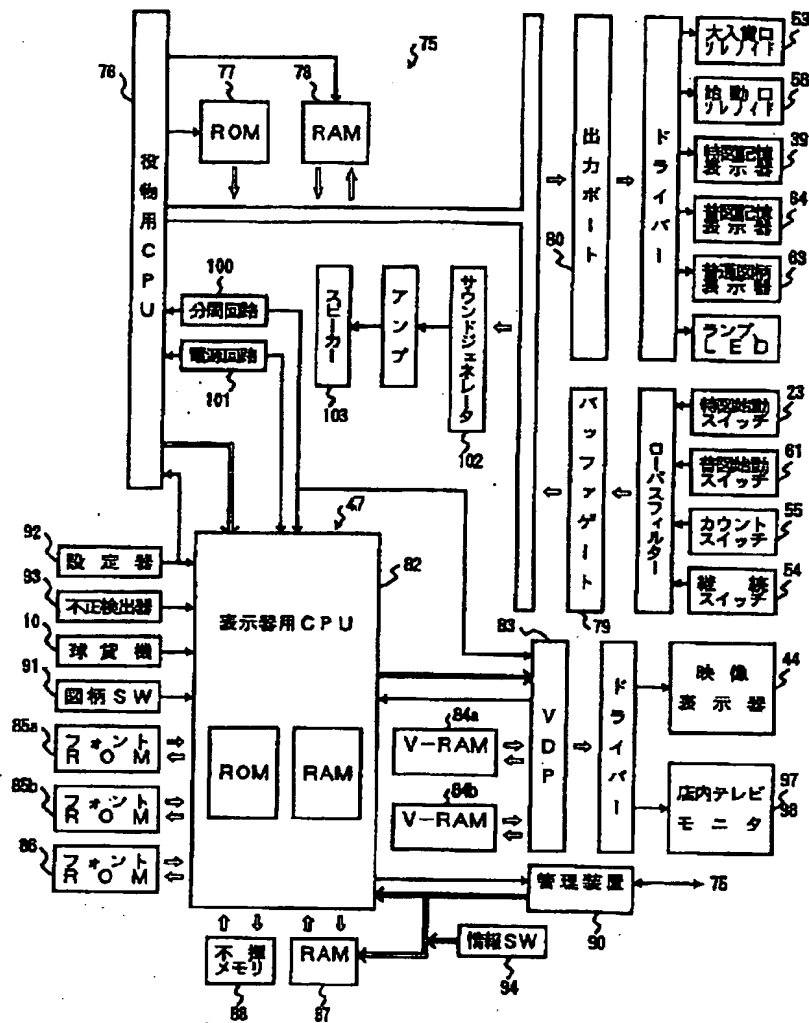 75
76
役物用CPU
77
ROM
78
RAM
100
分周回路
電源回路
101
スピーカー
103
アンプ
サウンドジェネレータ
102
出力ポート
80
ドライバー
大入賞口
ソレノイド
53
始動口
ソレノイド
58
特図記憶
表示器
39
普図記憶
表示器
64
普通図柄
表示器
63
ランプ、
LED
バッファゲート
79
ローパスフィルター
特図始動
スイッチ
23
普図始動
スイッチ
61
カウント
スイッチ
55
継続
スイッチ
54
47
82
表示器用CPU
ROM
RAM
92
設定器
93
不正検出器
10
球貸機
91
図柄SW
85a
フォント
ROM
85b
フォント
ROM
86
フォント
ROM
不揮
メモリ
88
RAM
87
83
VDP
84a
V-RAM
84b
V-RAM
ドライバー
映像
表示器
44
店内テレビ
モニタ
97
98
管理装置
90
75
情報SW
94